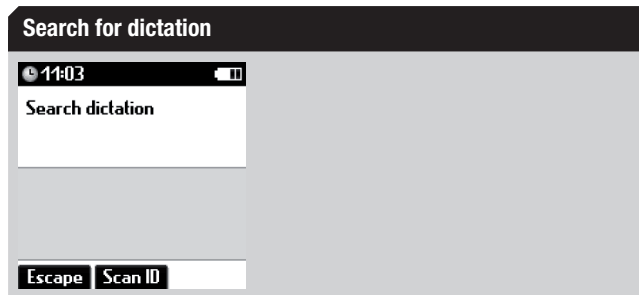 Search for dictation
11:03
Search dictation
Escape Scan ID